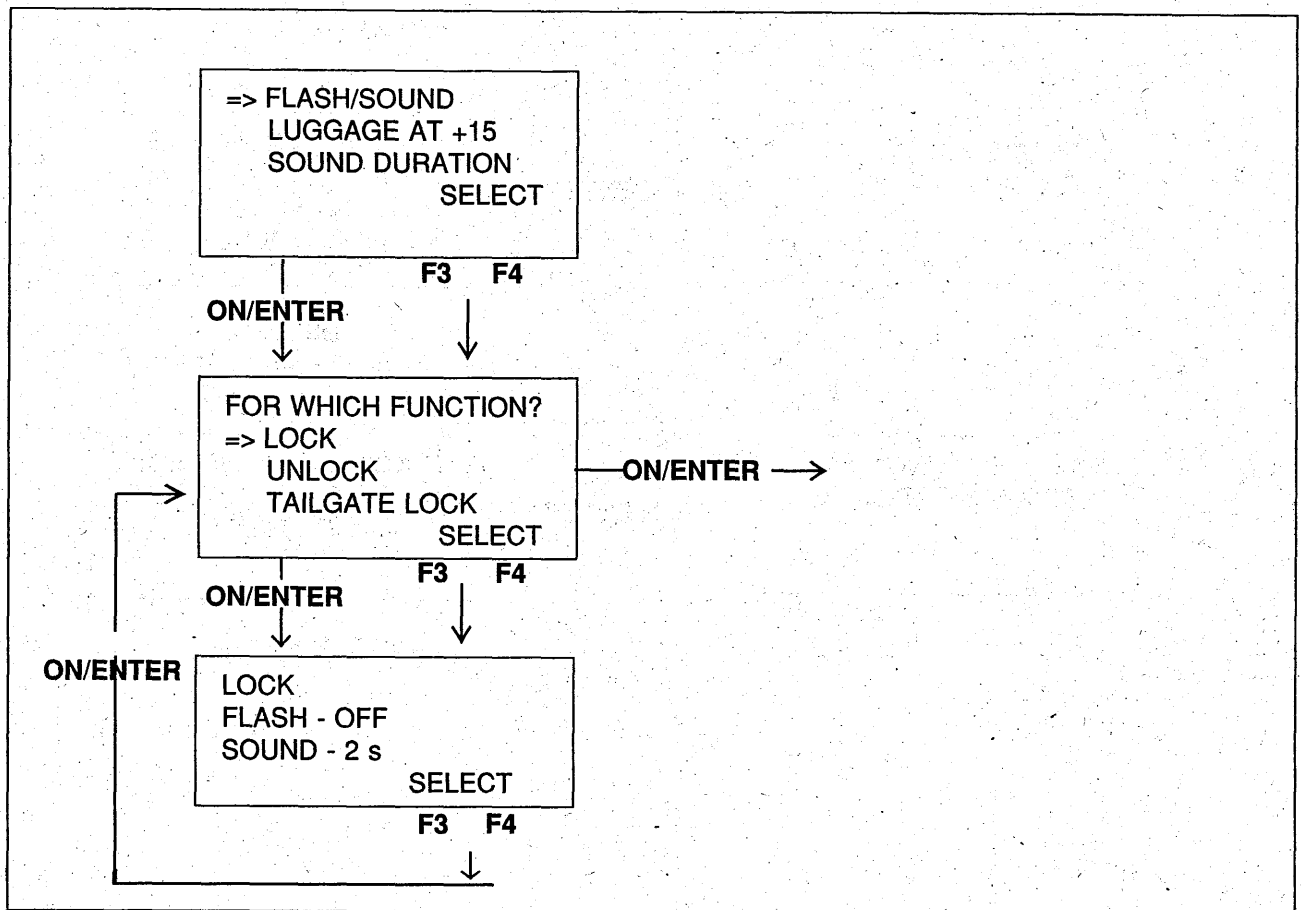 => FLASH/SOUND
LUGGAGE AT +15
SOUND DURATION
SELECT
F3 F4
ON/ENTER
FOR WHICH FUNCTION?
=> LOCK
UNLOCK
TAILGATE LOCK
SELECT
ON/ENTER
F3 F4
ON/ENTER
ON/ENTER
LOCK
FLASH - OFF
SOUND - 2 s
SELECT
F3 F4